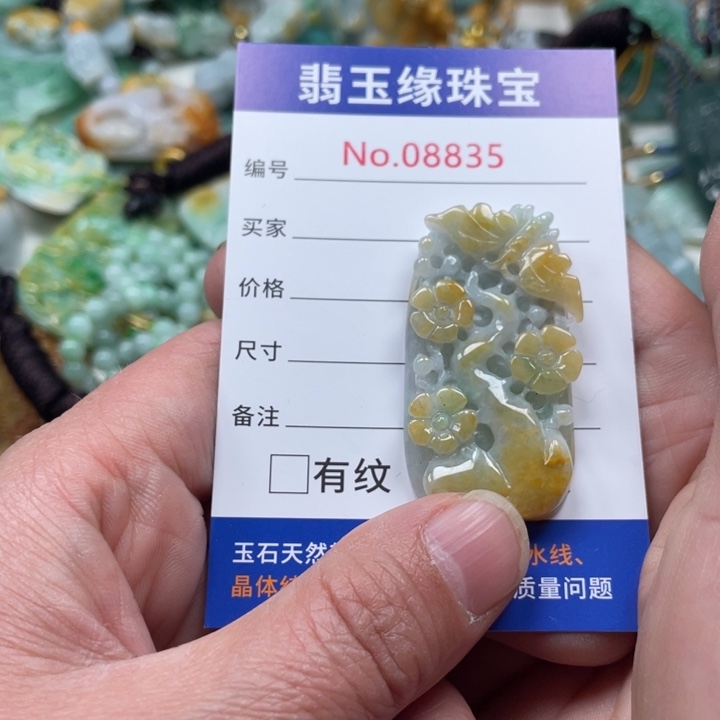 翡玉缘珠宝
编号 No.08835
买家
价格
尺寸
备注
□有纹
玉石天然 水线、
晶体 质量问题